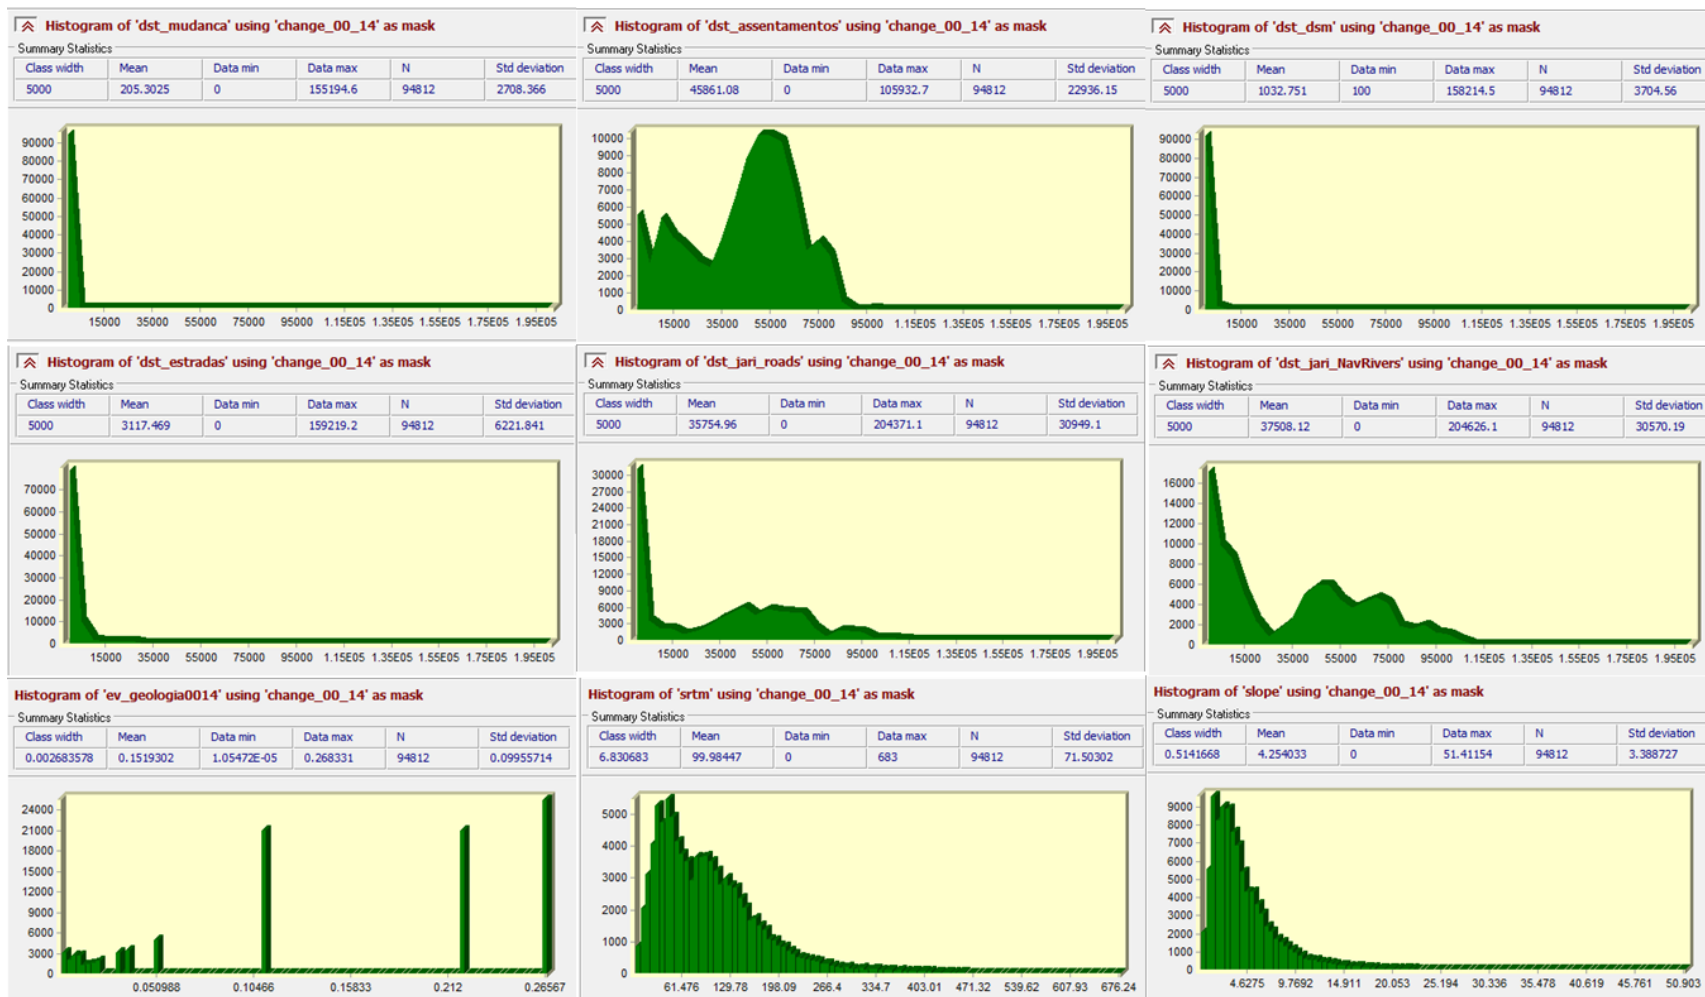 Histogram of 'dst_mudanca' using 'change_00_14' as mask
Summary Statistics
Class width Mean Data min Data max N Std deviation
5000 205.3025 0 155194.6 94812 2708.366
90000
80000
70000
60000
50000
40000
30000
20000
10000
0
15000 35000 55000 75000 95000 1.15E05 1.35E05 1.55E05 1.75E05 1.95E05
Histogram of 'dst_assentamentos' using 'change_00_14' as mask
Summary Statistics
Class width Mean Data min Data max N Std deviation
5000 45861.08 0 105932.7 94812 22936.15
10000
9000
8000
7000
6000
5000
4000
3000
2000
1000
0
15000 35000 55000 75000 95000 1.15E05 1.35E05 1.55E05 1.75E05 1.95E05
Histogram of 'dst_dsm' using 'change_00_14' as mask
Summary Statistics
Class width Mean Data min Data max N Std deviation
5000 1032.751 100 158214.5 94812 3704.56
90000
80000
70000
60000
50000
40000
30000
20000
10000
0
15000 35000 55000 75000 95000 1.15E05 1.35E05 1.55E05 1.75E05 1.95E05
Histogram of 'dst_estradas' using 'change_00_14' as mask
Summary Statistics
Class width Mean Data min Data max N Std deviation
5000 3117.469 0 159219.2 94812 6221.841
70000
60000
50000
40000
30000
20000
10000
0
15000 35000 55000 75000 95000 1.15E05 1.35E05 1.55E05 1.75E05 1.95E05
Histogram of 'dst_jari_roads' using 'change_00_14' as mask
Summary Statistics
Class width Mean Data min Data max N Std deviation
5000 35754.96 0 204371.1 94812 30949.1
30000
27000
24000
21000
18000
15000
12000
9000
6000
3000
0
15000 35000 55000 75000 95000 1.15E05 1.35E05 1.55E05 1.75E05 1.95E05
Histogram of 'dst_jari_NavRivers' using 'change_00_14' as mask
Summary Statistics
Class width Mean Data min Data max N Std deviation
5000 37508.12 0 204626.1 94812 30570.19
16000
14000
12000
10000
8000
6000
4000
2000
0
15000 35000 55000 75000 95000 1.15E05 1.35E05 1.55E05 1.75E05 1.95E05
Histogram of 'ev_geologia0014' using 'change_00_14' as mask
Summary Statistics
Class width Mean Data min Data max N Std deviation
0.002683578 0.1519302 1.05472E-05 0.268331 94812 0.09955714
24000
21000
18000
15000
12000
9000
6000
3000
0
0.050988 0.10466 0.15833 0.212 0.26567
Histogram of 'srtm' using 'change_00_14' as mask
Summary Statistics
Class width Mean Data min Data max N Std deviation
6.830683 99.98447 0 683 94812 71.50302
5000
4000
3000
2000
1000
0
61.476 129.78 198.09 266.4 334.7 403.01 471.32 539.62 607.93 676.24
Histogram of 'slope' using 'change_00_14' as mask
Summary Statistics
Class width Mean Data min Data max N Std deviation
0.5141668 4.254033 0 51.41154 94812 3.388727
9000
8000
7000
6000
5000
4000
3000
2000
1000
0
4.6275 9.7692 14.911 20.053 25.194 30.336 35.478 40.619 45.761 50.903